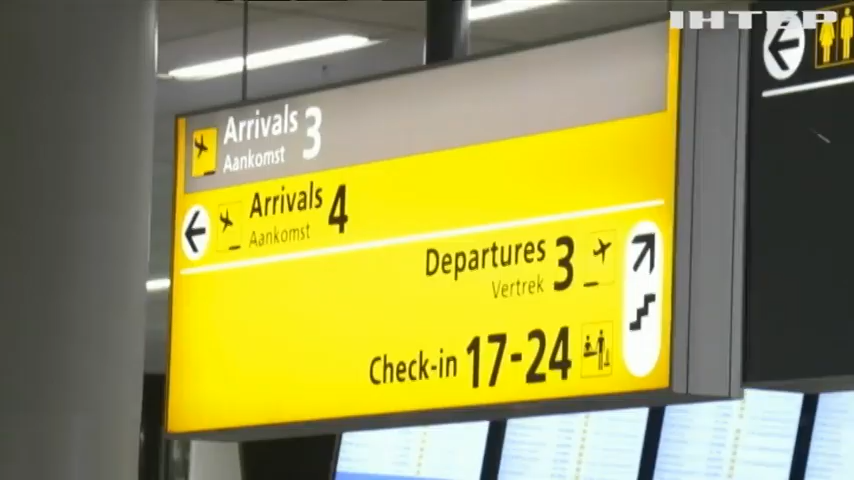 ІНТЕР
Arrivals 3
Aankomst
Arrivals 4
Aankomst
Departures 3
Vertrek
Check-in 17-24